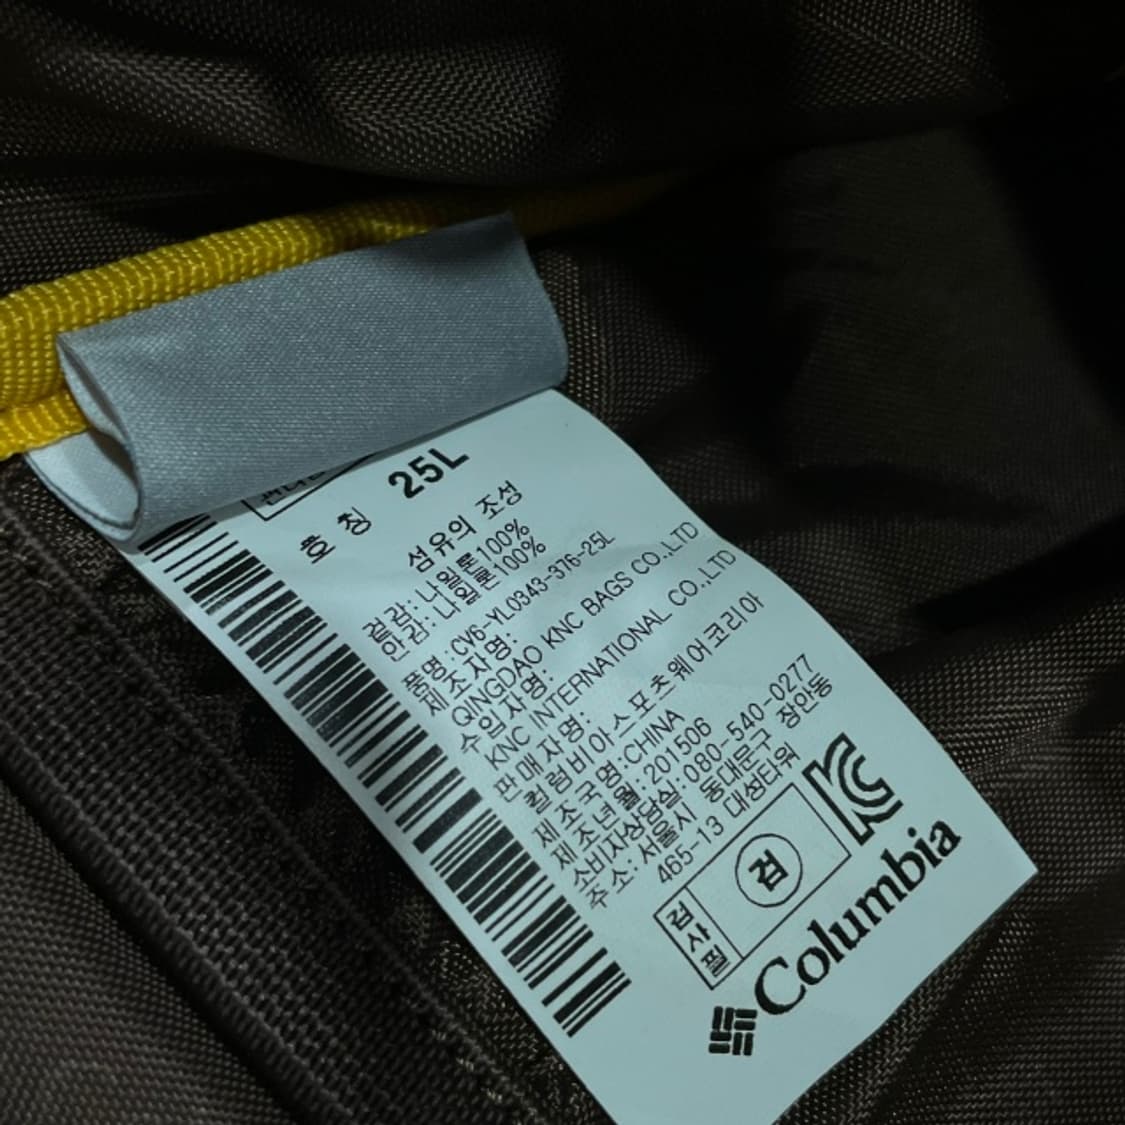 호 칭 25L
섬유의 조성
겉감: 나일론100%
안감: 나일론100%
품명: CV6-YL0343-376-25L
제조자명:
QINGDAO KNC BAGS CO.,LTD
수입자명:
KNC INTERNATIONAL CO.,LTD
판매자명:
컬럼비아스포츠웨어코리아
제조국명:CHINA
제조년월:201506
소비자상담실:080-540-0277
주소:서울시 동대문구 장안동
465-13 대성타워
검사필
검
Columbia